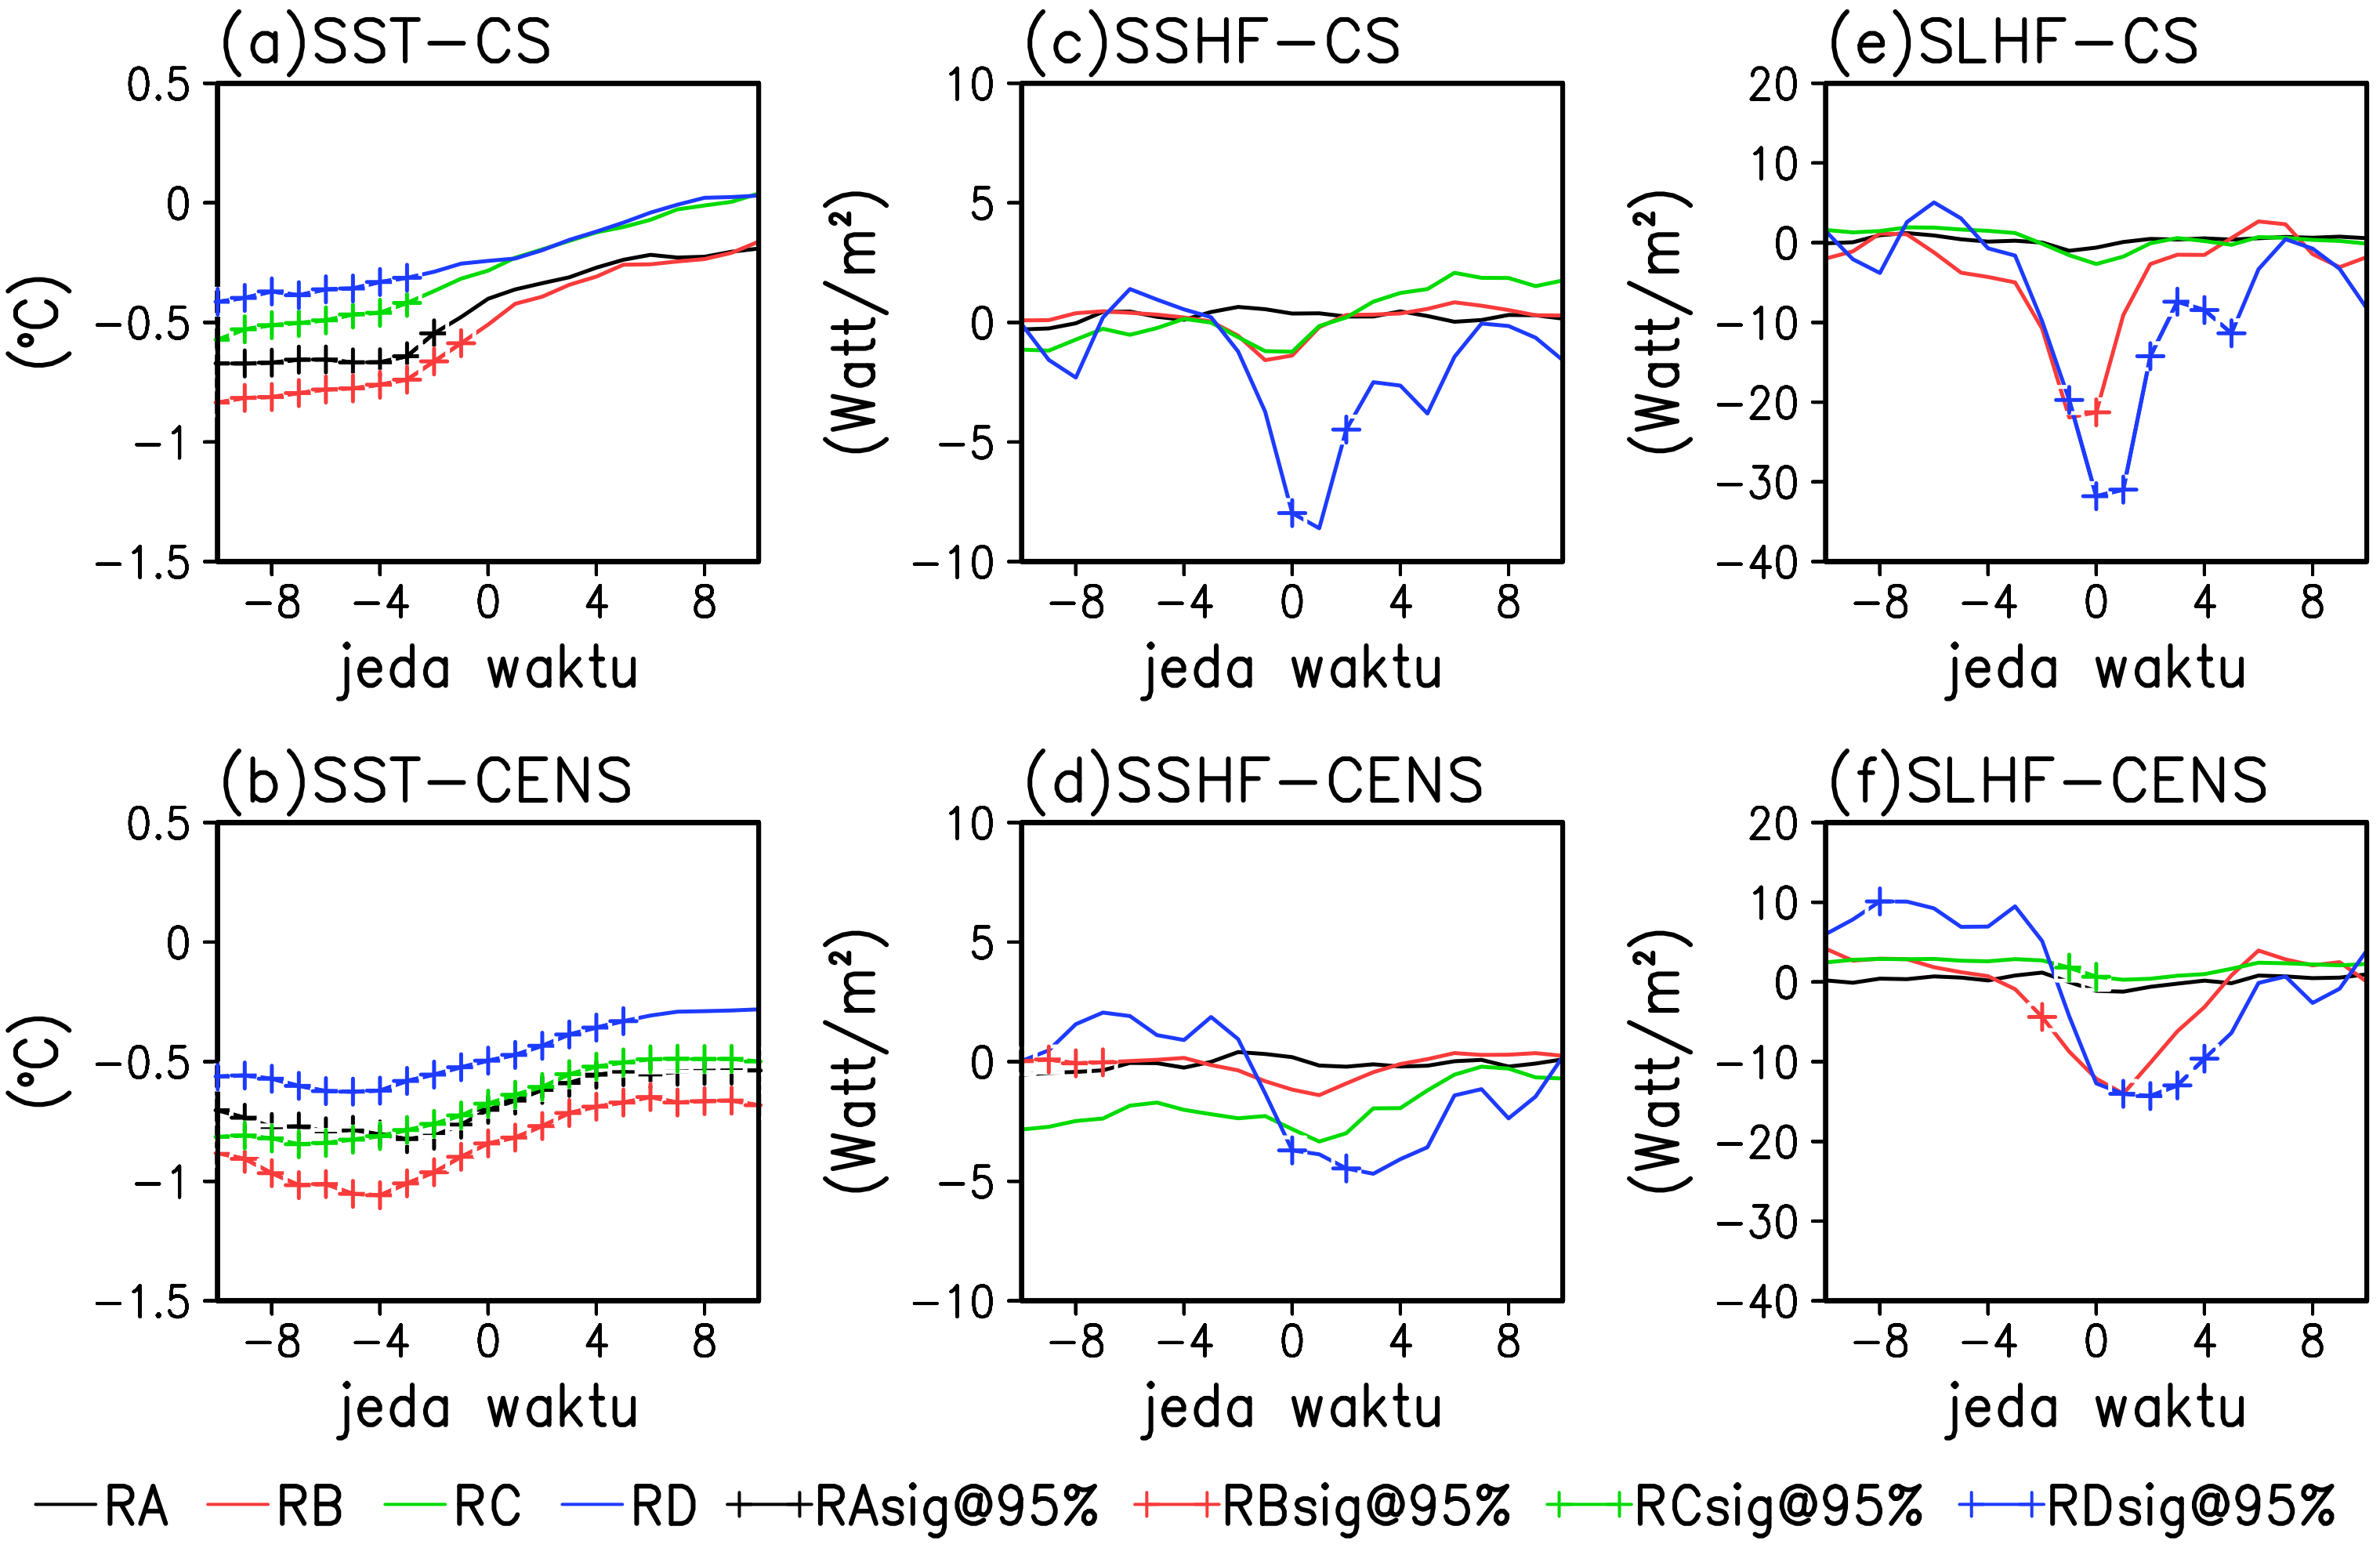 (a)SST−CS
0.5
0
−0.5
−1
−1.5
(°C)
−8 −4 0 4 8
jeda waktu
(c)SSHF−CS
10
5
0
−5
−10
(Watt/m²)
−8 −4 0 4 8
jeda waktu
(e)SLHF−CS
20
10
0
−10
−20
−30
−40
(Watt/m²)
−8 −4 0 4 8
jeda waktu
(b)SST−CENS
0.5
0
−0.5
−1
−1.5
(°C)
−8 −4 0 4 8
jeda waktu
(d)SSHF−CENS
10
5
0
−5
−10
(Watt/m²)
−8 −4 0 4 8
jeda waktu
(f)SLHF−CENS
20
10
0
−10
−20
−30
−40
(Watt/m²)
−8 −4 0 4 8
jeda waktu
RA RB RC RD RAsig@95% RBsig@95% RCsig@95% RDsig@95%